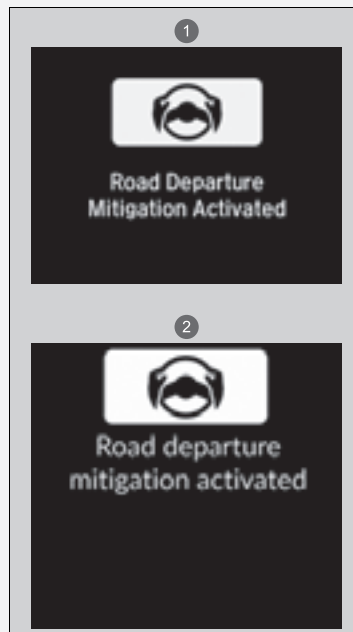 1
Road Departure
Mitigation Activated
2
Road departure
mitigation activated